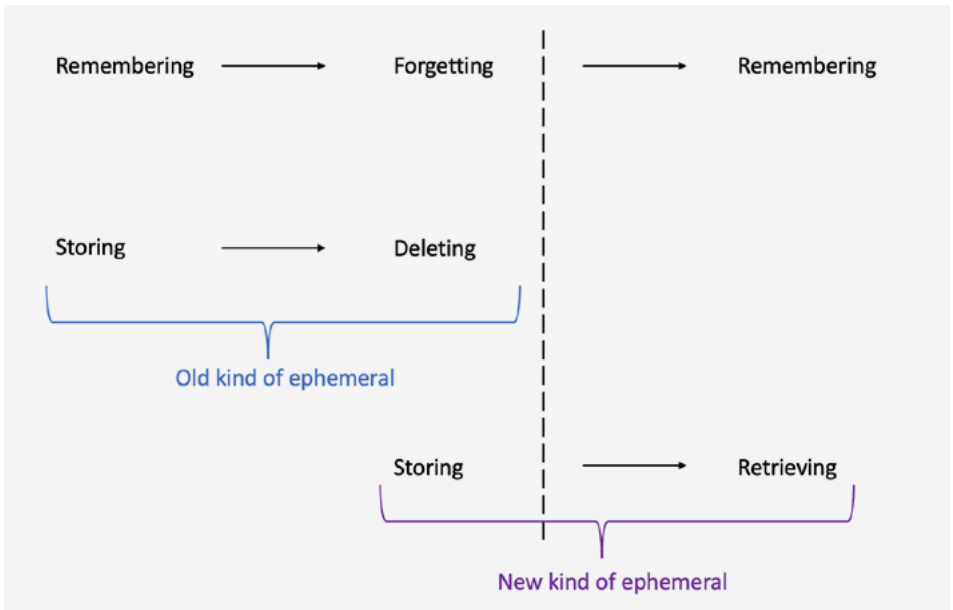 Remembering Forgetting Remembering
Storing Deleting
Old kind of ephemeral
Storing Retrieving
New kind of ephemeral